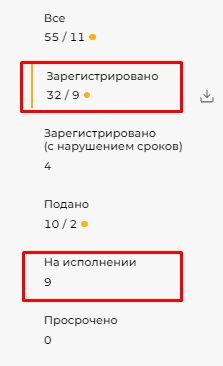 Все
55 / 11
Зарегистрировано
32 / 9
Зарегистрировано
(с нарушением сроков)
4
Подано
10 / 2
На исполнении
9
Просрочено
0